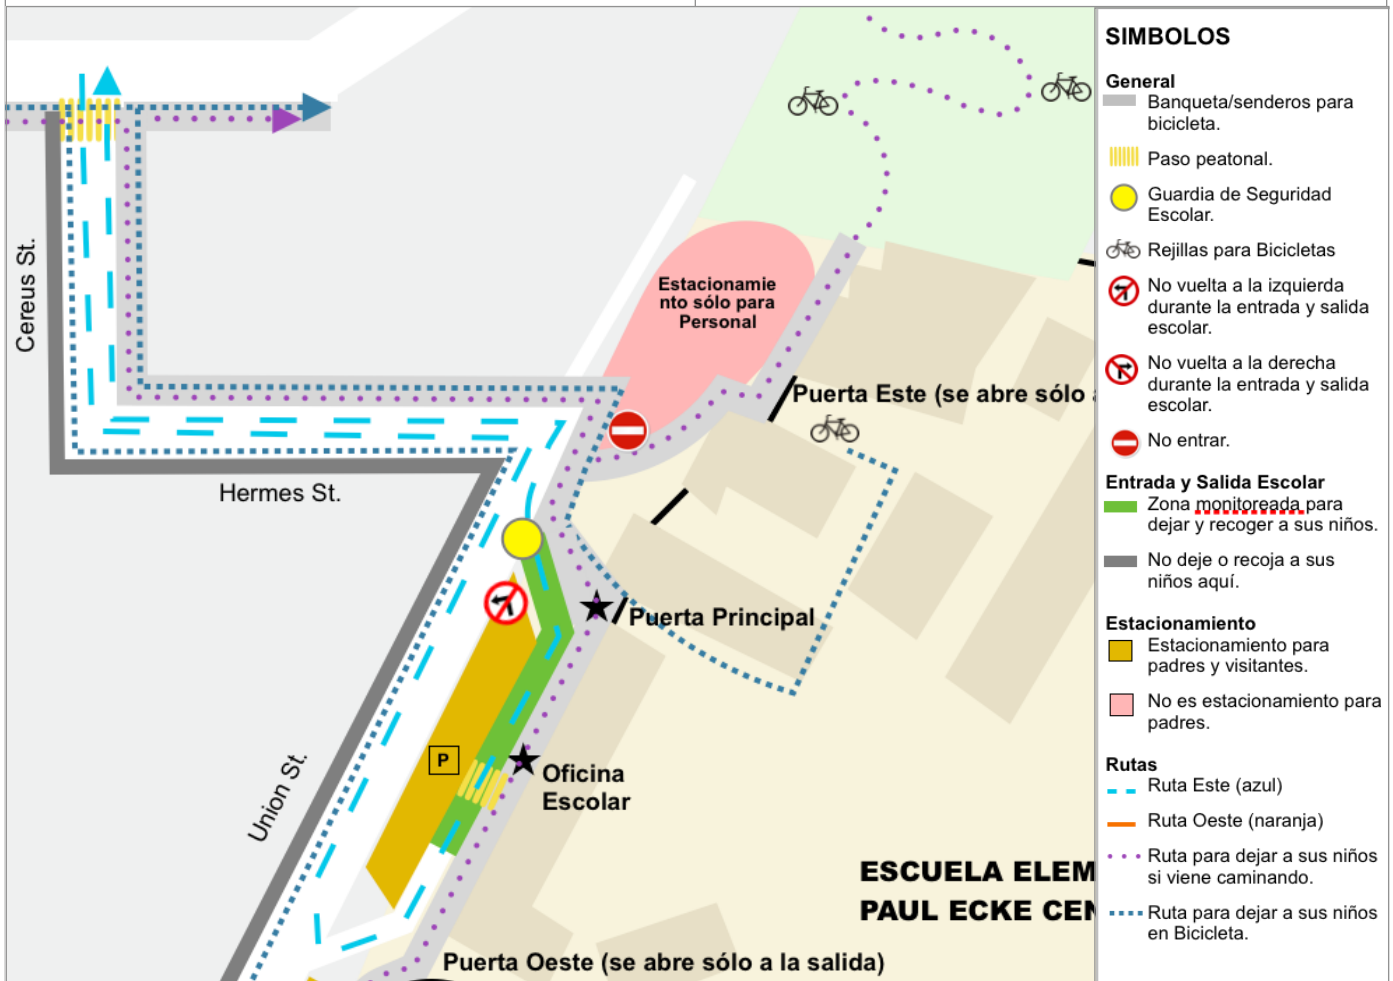 Cereus St.
Hermes St.
Union St.
Estacionamie
nto sólo para
Personal
Puerta Este (se abre sólo a
Puerta Principal
P
Oficina
Escolar
ESCUELA ELEM
PAUL ECKE CEN
Puerta Oeste (se abre sólo a la salida)
SIMBOLOS
General
Banqueta/senderos para
bicicleta.
Paso peatonal.
Guardia de Seguridad
Escolar.
Rejillas para Bicicletas
No vuelta a la izquierda
durante la entrada y salida
escolar.
No vuelta a la derecha
durante la entrada y salida
escolar.
No entrar.
Entrada y Salida Escolar
Zona monitoreada para
dejar y recoger a sus niños.
No deje o recoja a sus
niños aquí.
Estacionamiento
Estacionamiento para
padres y visitantes.
No es estacionamiento para
padres.
Rutas
Ruta Este (azul)
Ruta Oeste (naranja)
Ruta para dejar a sus niños
si viene caminando.
Ruta para dejar a sus niños
en Bicicleta.